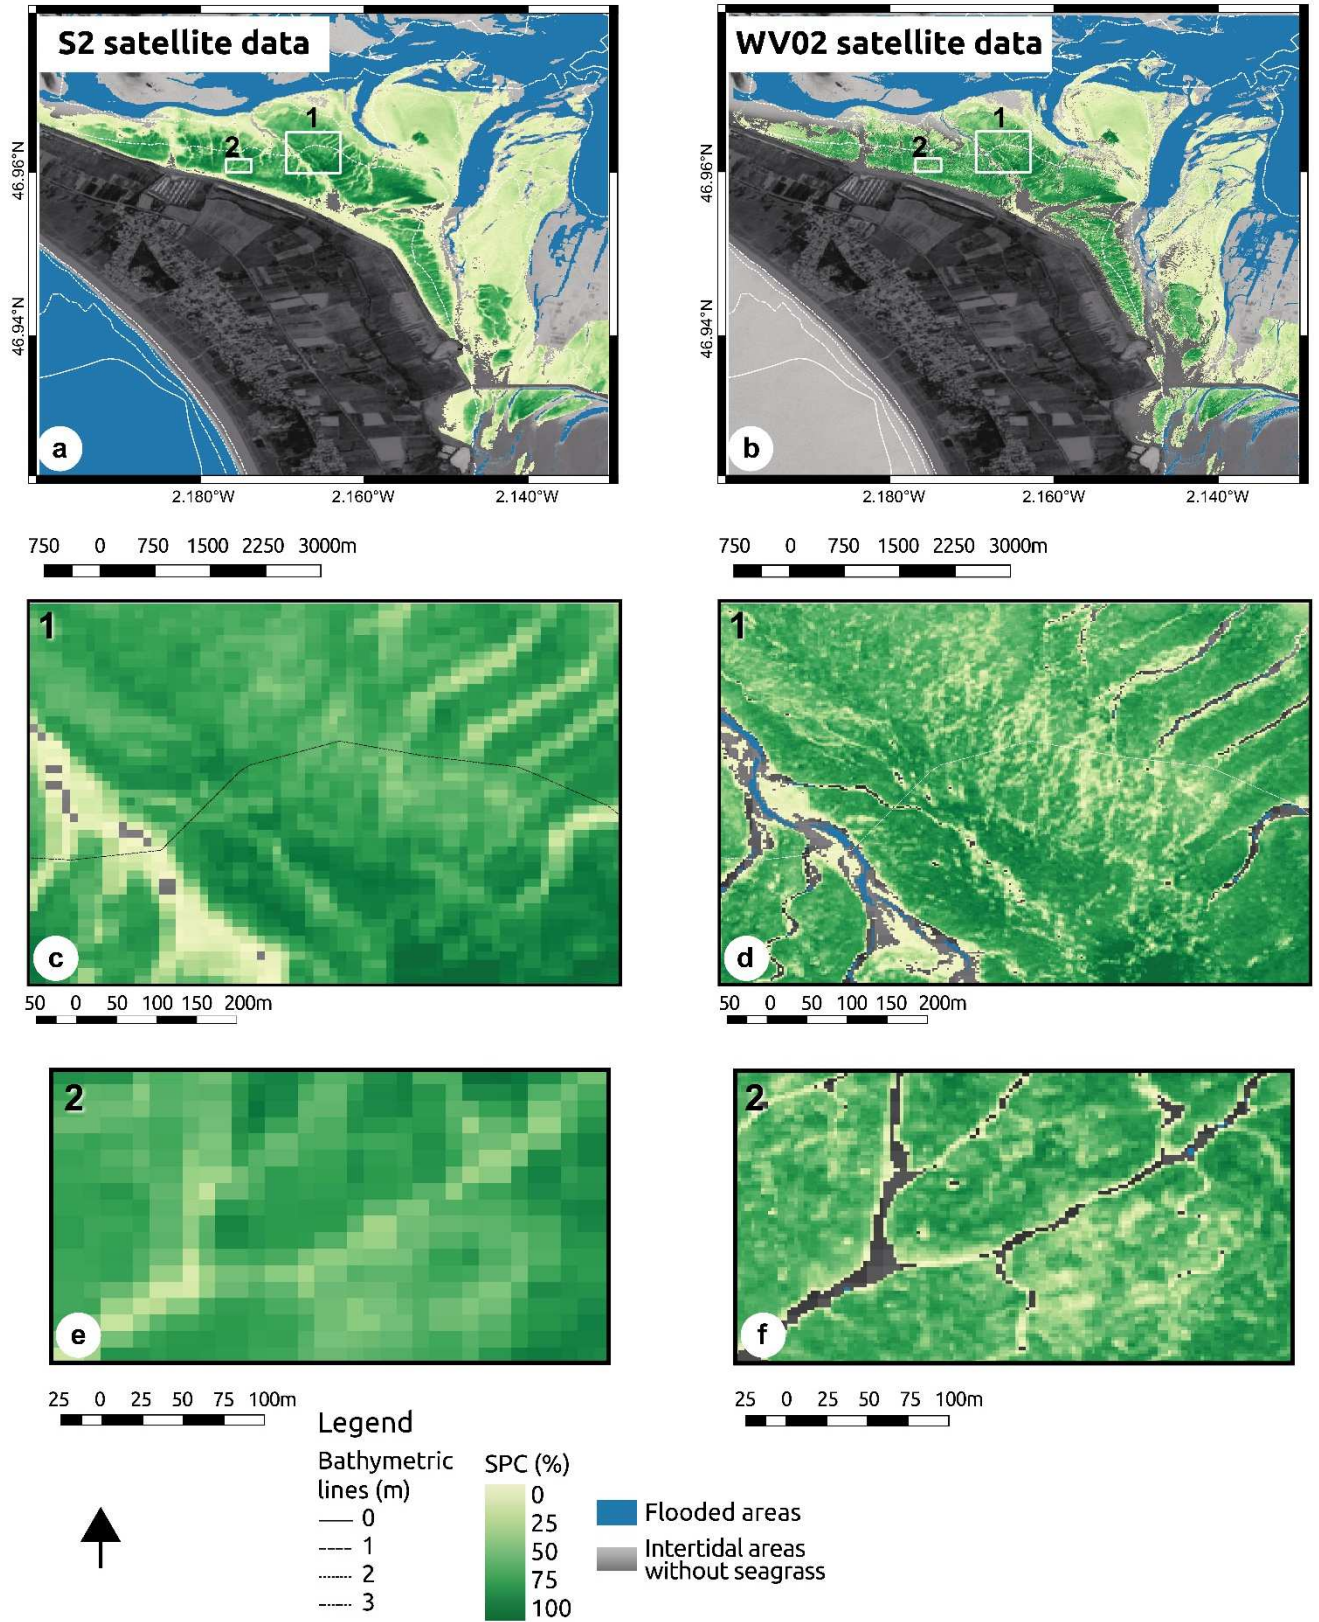 S2 satellite data
WV02 satellite data
1
2
46.96°N
46.94°N
a
2.180°W 2.160°W 2.140°W
1
2
46.96°N
46.94°N
b
2.180°W 2.160°W 2.140°W
750 0 750 1500 2250 3000m
750 0 750 1500 2250 3000m
1
c
1
d
50 0 50 100 150 200m
50 0 50 100 150 200m
2
e
2
f
25 0 25 50 75 100m
25 0 25 50 75 100m
Legend
Bathymetric
lines (m)
0
1
2
3
SPC (%)
0
25
50
75
100
Flooded areas
Intertidal areas
without seagrass